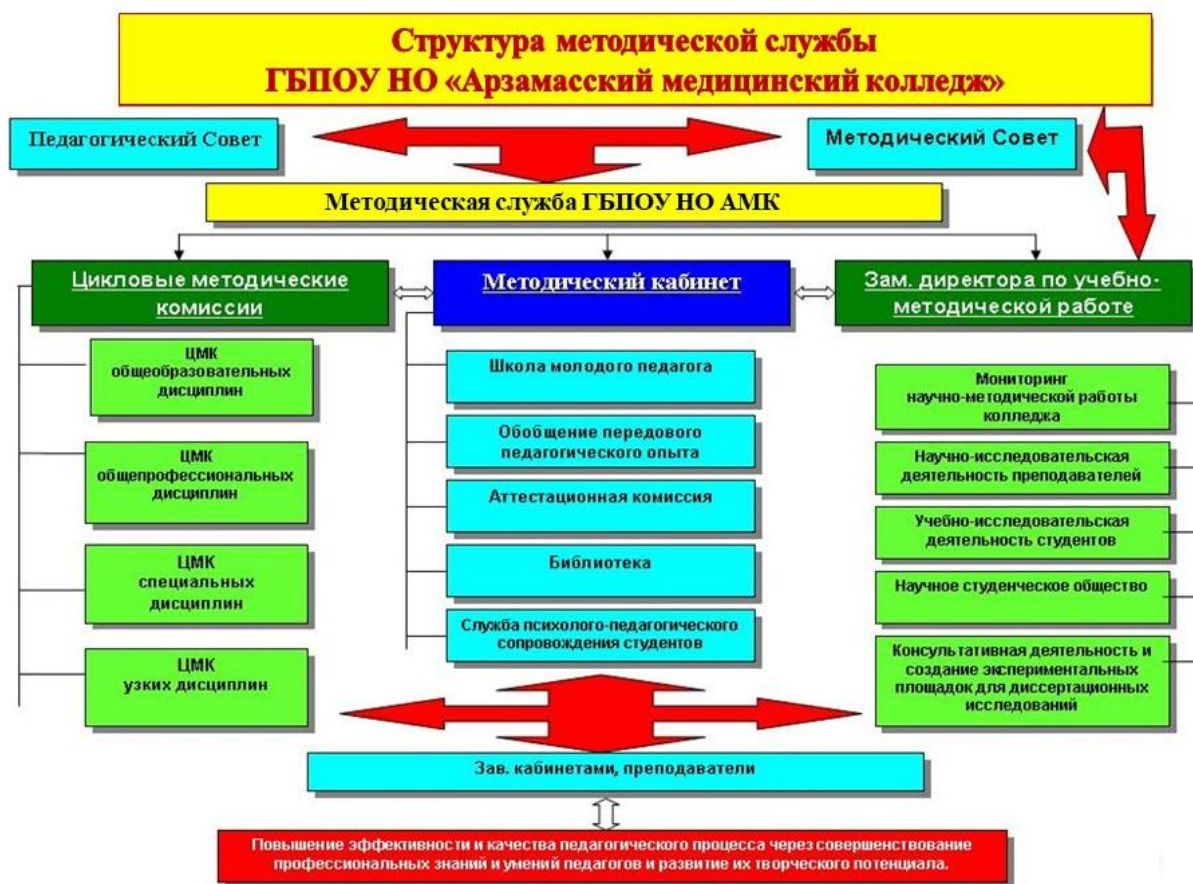 Структура методической службы
ГБПОУ НО «Арзамасский медицинский колледж»
Педагогический Совет
Методический Совет
Методическая служба ГБПОУ НО АМК
Цикловые методические
комиссии
Методический кабинет
Зам. директора по учебно-
методической работе
ЦМК
общеобразовательных
дисциплин
ЦМК
общепрофессиональных
дисциплин
ЦМК
специальных
дисциплин
ЦМК
узких дисциплин
Школа молодого педагога
Обобщение передового
педагогического опыта
Аттестационная комиссия
Библиотека
Служба психолого-педагогического
сопровождения студентов
Мониторинг
научно-методической работы
колледжа
Научно-исследовательская
деятельность преподавателей
Учебно-исследовательская
деятельность студентов
Научное студенческое общество
Консультативная деятельность и
создание экспериментальных
площадок для диссертационных
исследований
Зав. кабинетами, преподаватели
Повышение эффективности и качества педагогического процесса через совершенствование
профессиональных знаний и умений педагогов и развитие их творческого потенциала.